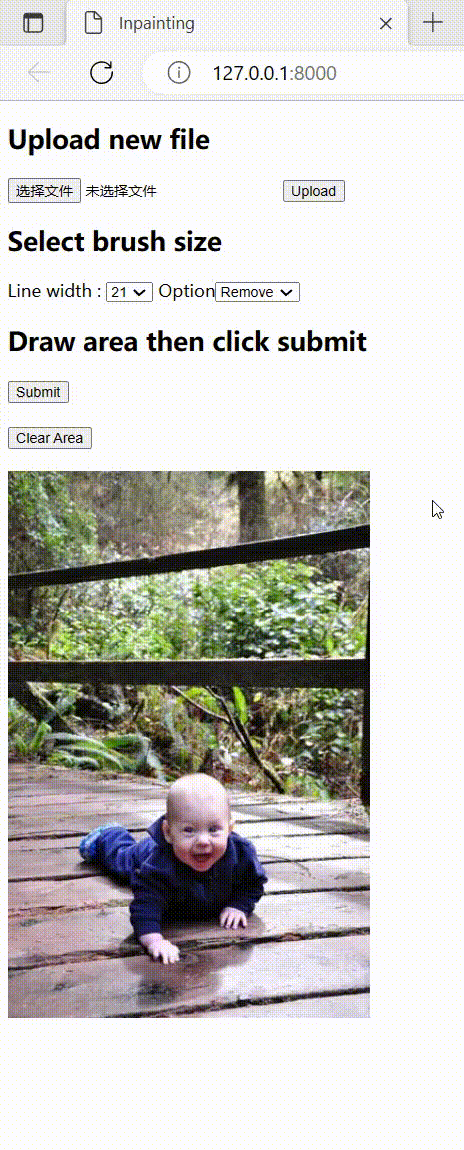 Inpainting
127.0.0.1:8000
Upload new file
选择文件 未选择文件 Upload
Select brush size
Line width : 21 Option Remove
Draw area then click submit
Submit
Clear Area